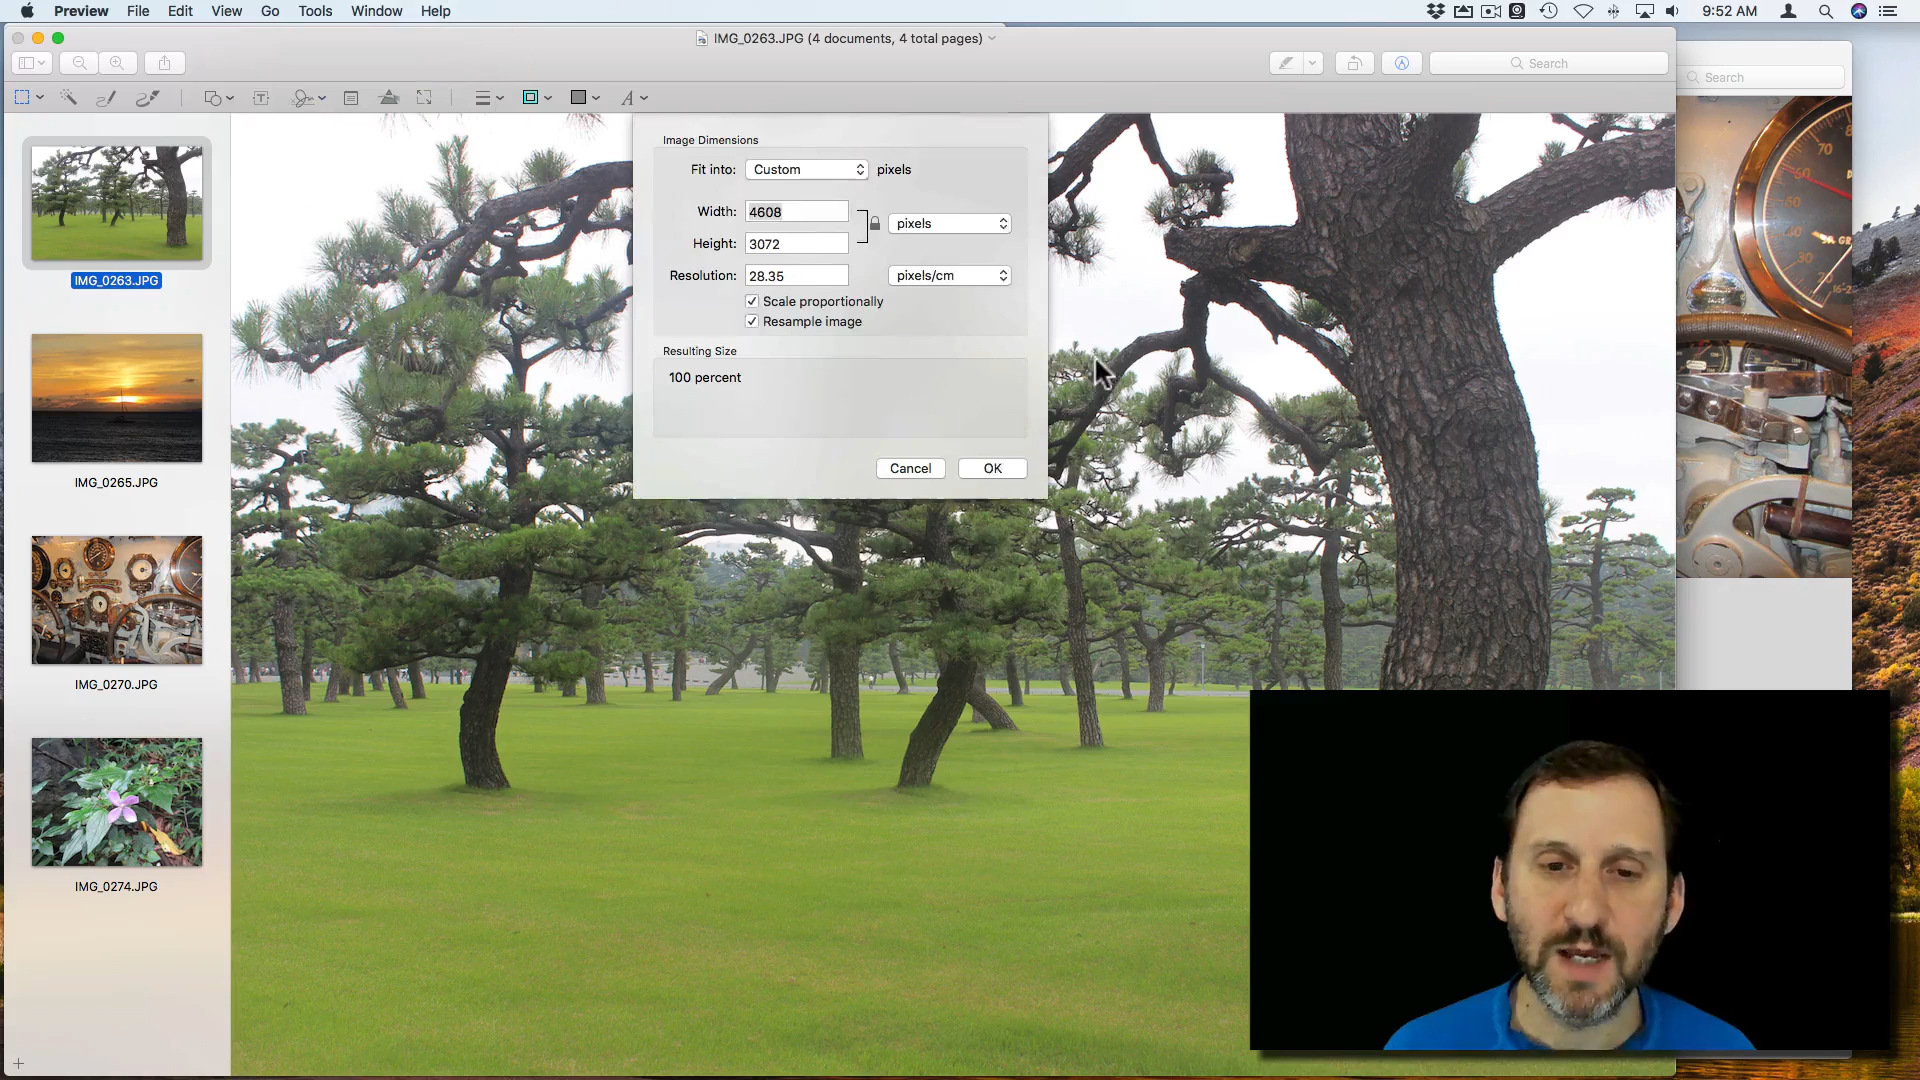 Preview File Edit View Go Tools Window Help 9:52 AM
IMG_0263.JPG (4 documents, 4 total pages)
Search
Search
Image Dimensions
Fit into: Custom pixels
Width: 4608
pixels
Height: 3072
Resolution: 28.35 pixels/cm
Scale proportionally
Resample image
Resulting Size
100 percent
Cancel OK
IMG_0263.JPG
IMG_0265.JPG
IMG_0270.JPG
IMG_0274.JPG